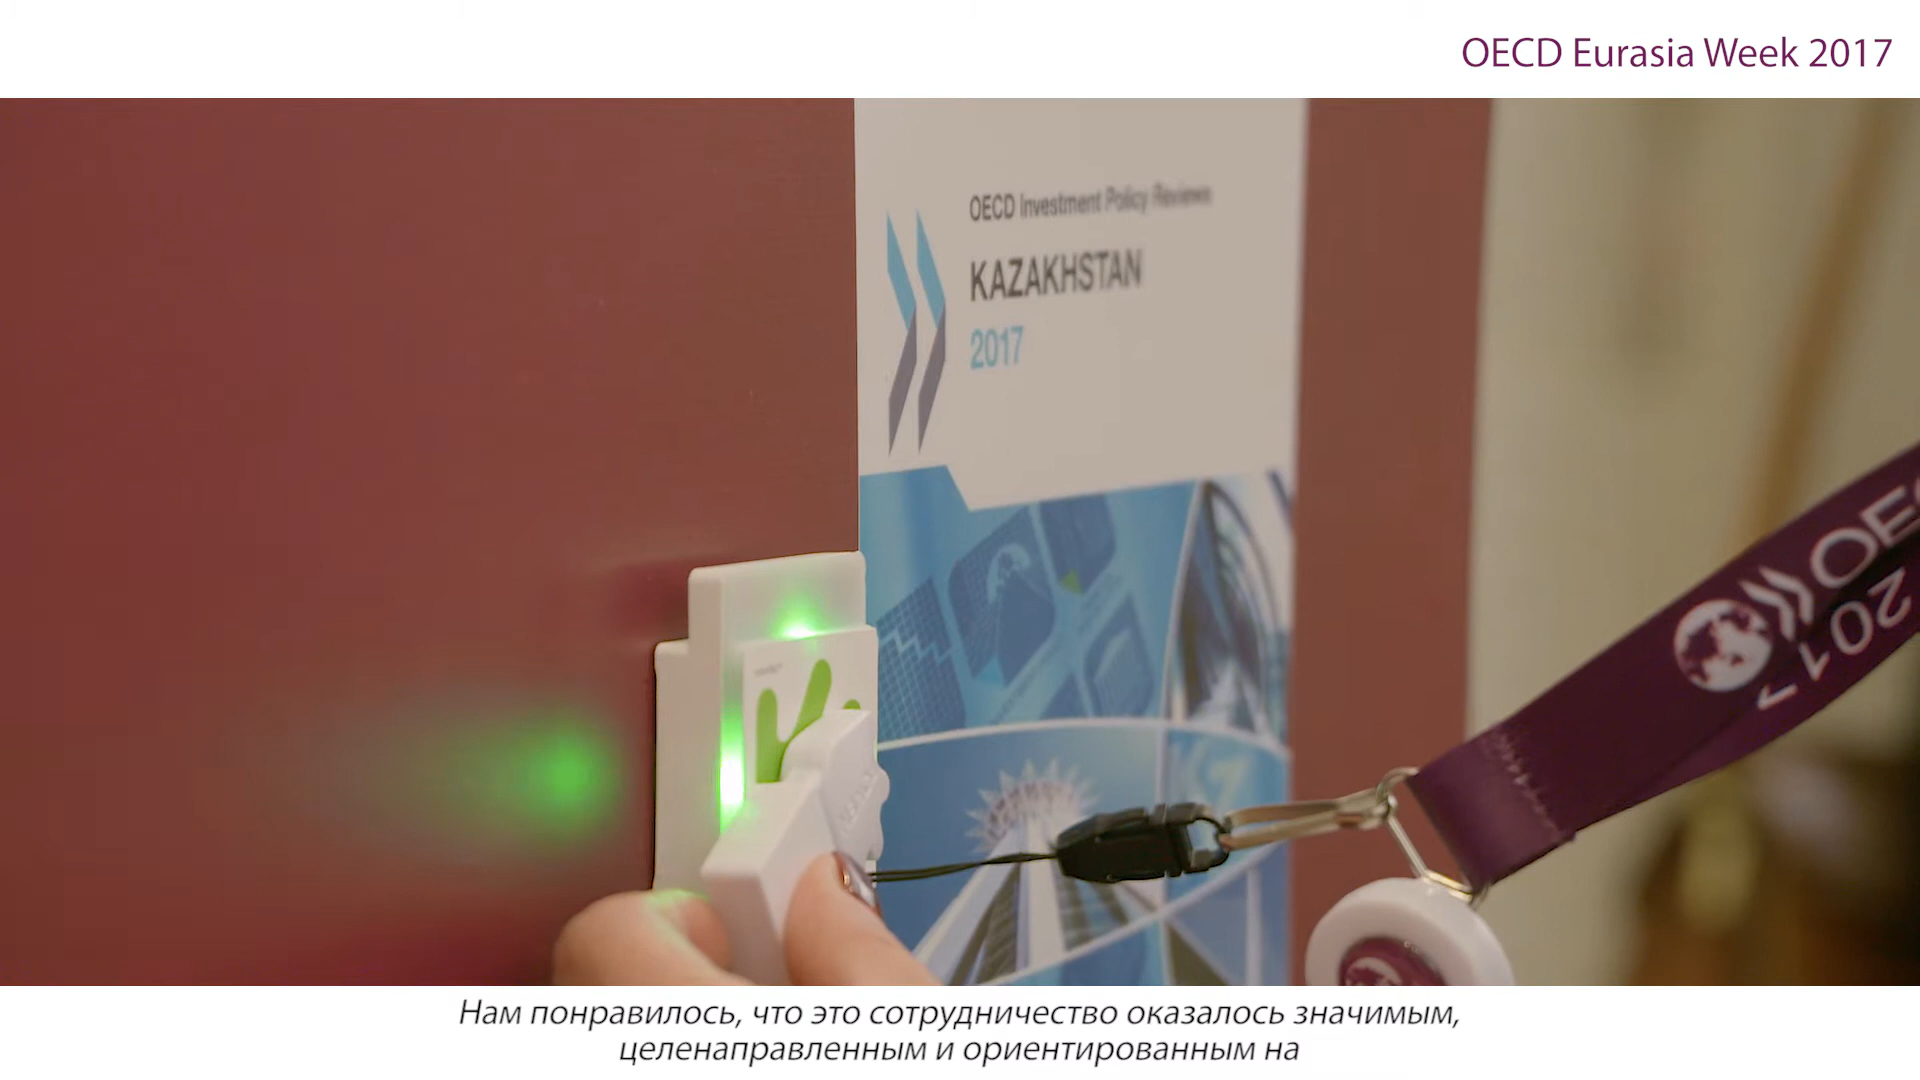 OECD Eurasia Week 2017
OECD Investment Policy Reviews
KAZAKHSTAN
2017
2017
Нам понравилось, что это сотрудничество оказалось значимым,
целенаправленным и ориентированным на